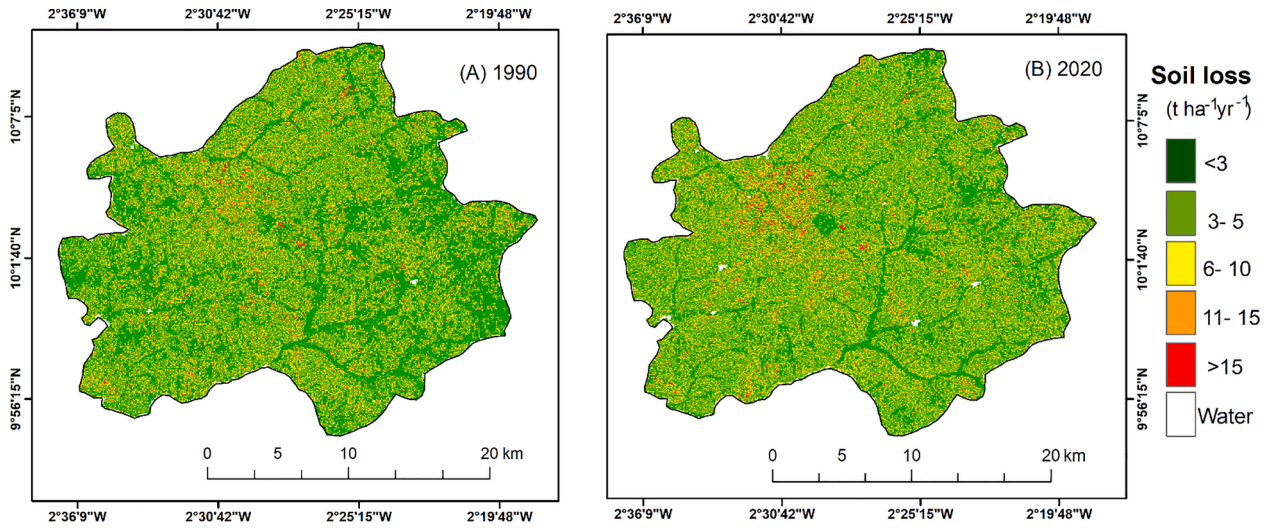 2°36'9"W 2°30'42"W 2°25'15"W 2°19'48"W
2°36'9"W 2°30'42"W 2°25'15"W 2°19'48"W
(A) 1990
(B) 2020
10°7'5"N
10°1'40"N
9°56'15"N
10°7'5"N
10°1'40"N
9°56'15"N
0 5 10 20 km
0 5 10 20 km
2°36'9"W 2°30'42"W 2°25'15"W 2°19'48"W
2°36'9"W 2°30'42"W 2°25'15"W 2°19'48"W
Soil loss
(t ha⁻¹yr⁻¹)
<3
3- 5
6- 10
11- 15
>15
Water